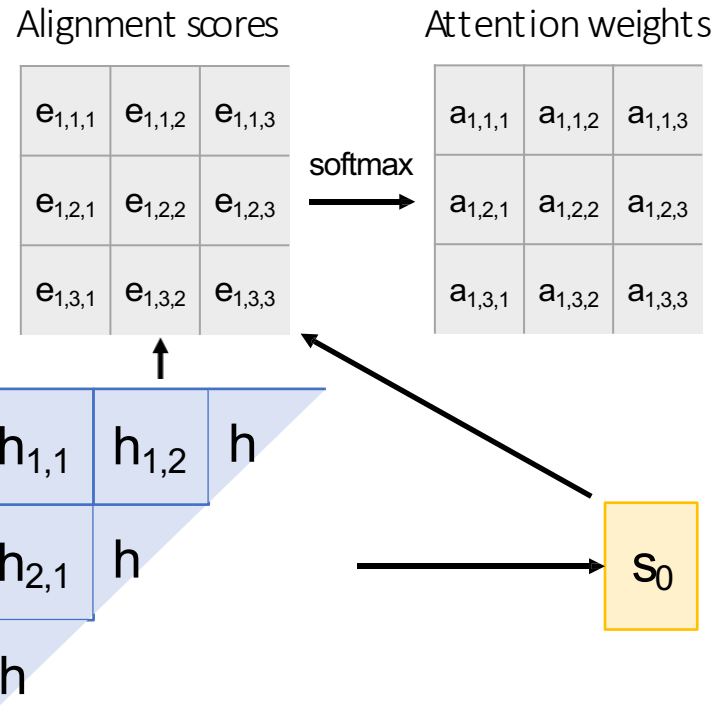 Alignment scores Attention weights
e1,1,1 e1,1,2 e1,1,3 a1,1,1 a1,1,2 a1,1,3
softmax
e1,2,1 e1,2,2 e1,2,3 a1,2,1 a1,2,2 a1,2,3
e1,3,1 e1,3,2 e1,3,3 a1,3,1 a1,3,2 a1,3,3
h1,1 h1,2 h
h2,1 h s0
h